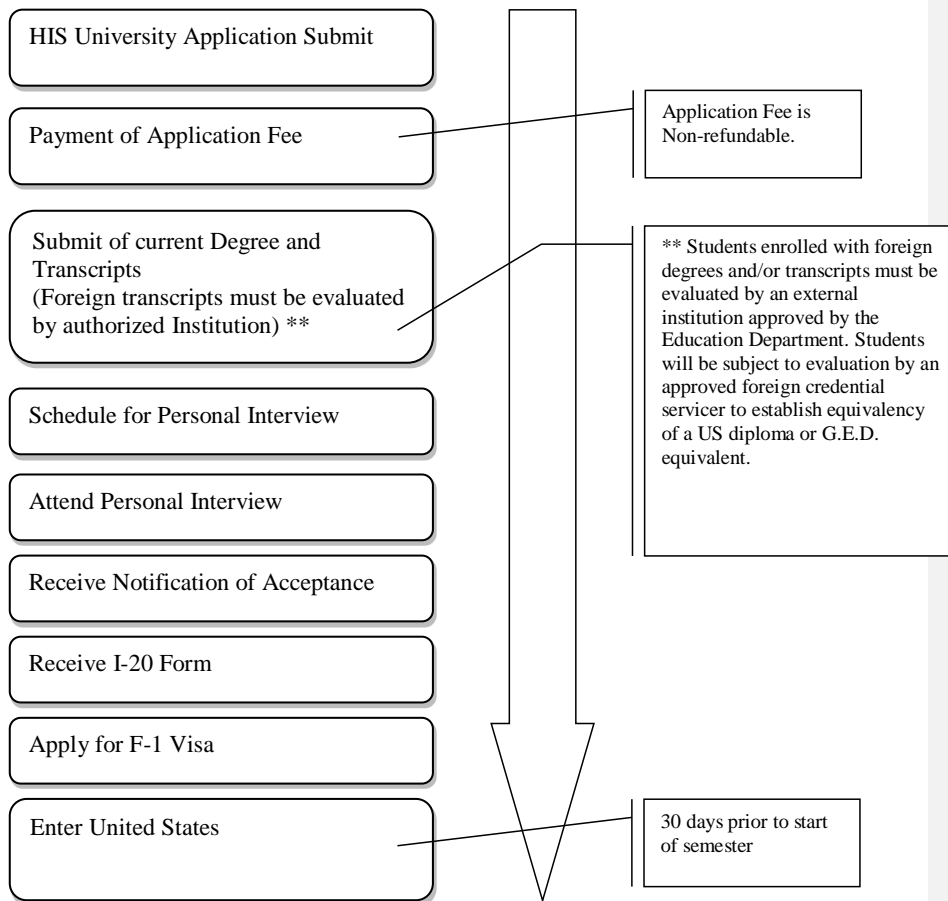 HIS University Application Submit
Payment of Application Fee
Application Fee is
Non-refundable.
Submit of current Degree and
Transcripts
(Foreign transcripts must be evaluated
by authorized Institution) **
** Students enrolled with foreign
degrees and/or transcripts must be
evaluated by an external
institution approved by the
Education Department. Students
will be subject to evaluation by an
approved foreign credential
servicer to establish equivalency
of a US diploma or G.E.D.
equivalent.
Schedule for Personal Interview
Attend Personal Interview
Receive Notification of Acceptance
Receive I-20 Form
Apply for F-1 Visa
Enter United States
30 days prior to start
of semester